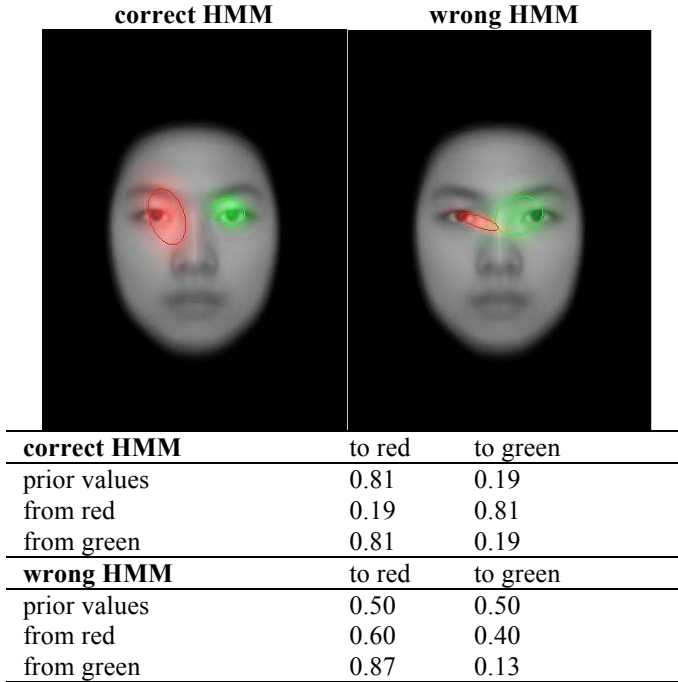 correct HMM wrong HMM
correct HMM to red to green
prior values 0.81 0.19
from red 0.19 0.81
from green 0.81 0.19
wrong HMM to red to green
prior values 0.50 0.50
from red 0.60 0.40
from green 0.87 0.13